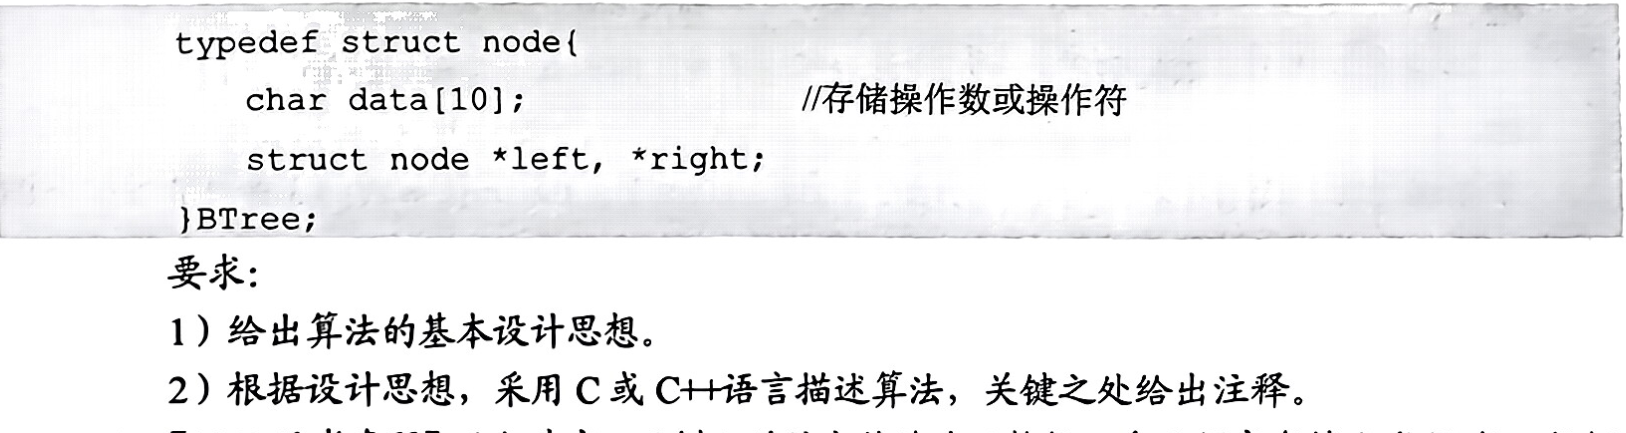 typedef struct node{
char data[10]; //存储操作数或操作符
struct node *left, *right;
}BTree;
要求：
1）给出算法的基本设计思想。
2）根据设计思想，采用 C 或 C++语言描述算法，关键之处给出注释。